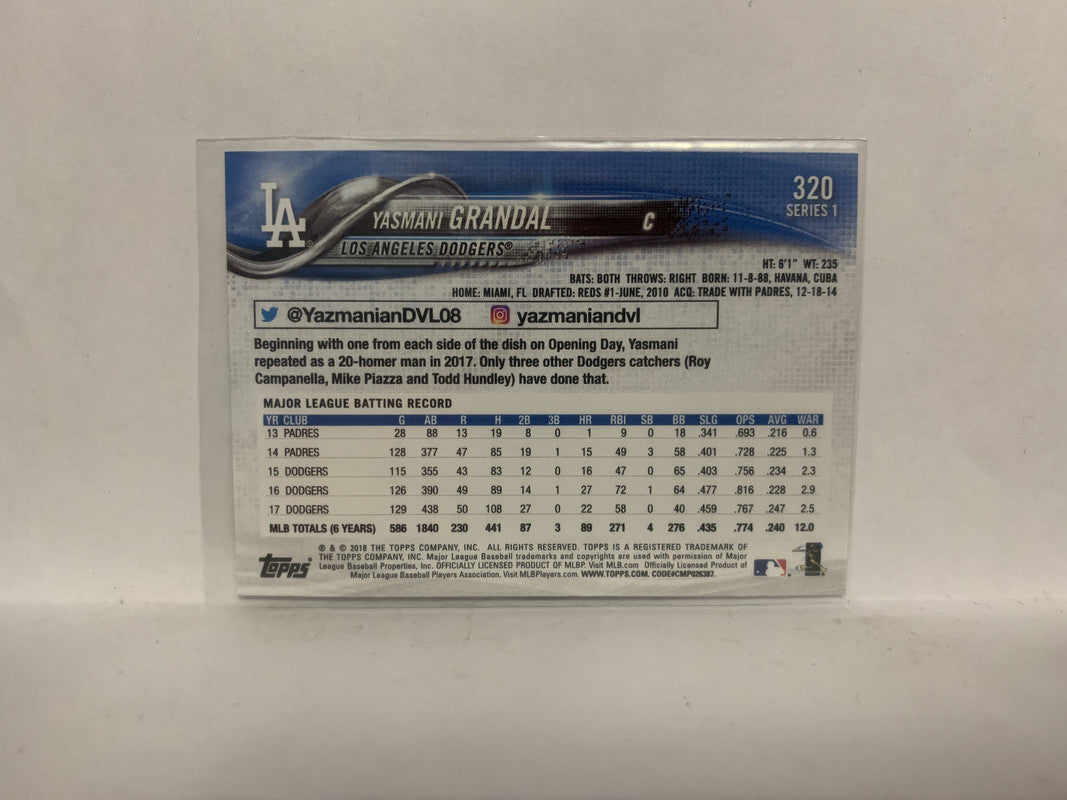 LA
YASMANI GRANDAL C
LOS ANGELES DODGERS®
320
SERIES 1
HT: 6'1" WT: 235
BATS: BOTH THROWS: RIGHT BORN: 11-8-88, HAVANA, CUBA
HOME: MIAMI, FL DRAFTED: REDS #1-JUNE, 2010 ACQ: TRADE WITH PADRES, 12-18-14
@YazmanianDVL08 yazmaniandvl
Beginning with one from each side of the dish on Opening Day, Yasmani
repeated as a 20-homer man in 2017. Only three other Dodgers catchers (Roy
Campanella, Mike Piazza and Todd Hundley) have done that.
MAJOR LEAGUE BATTING RECORD
YR CLUB G AB R H 2B 3B HR RBI SB BB SLG OPS AVG WAR
13 PADRES 28 88 13 19 8 0 1 9 0 18 .341 .693 .216 0.6
14 PADRES 128 377 47 85 19 1 15 49 3 58 .401 .728 .225 1.3
15 DODGERS 115 355 43 83 12 0 16 47 0 65 .403 .756 .234 2.3
16 DODGERS 126 390 49 89 14 1 27 72 1 64 .477 .816 .228 2.9
17 DODGERS 129 438 50 108 27 0 22 58 0 40 .459 .767 .247 2.5
MLB TOTALS (6 YEARS) 586 1840 230 441 87 3 89 271 4 276 .435 .774 .240 12.0
Topps
® & © 2018 THE TOPPS COMPANY, INC. ALL RIGHTS RESERVED. TOPPS IS A REGISTERED TRADEMARK OF
THE TOPPS COMPANY, INC. Major League Baseball trademarks and copyrights are used with permission of Major
League Baseball Properties, Inc. OFFICIALLY LICENSED PRODUCT OF MLBP. Visit MLB.com Officially Licensed Product of
Major League Baseball Players Association. Visit MLBPlayers.com. WWW.TOPPS.COM. CODE#CMP026387.